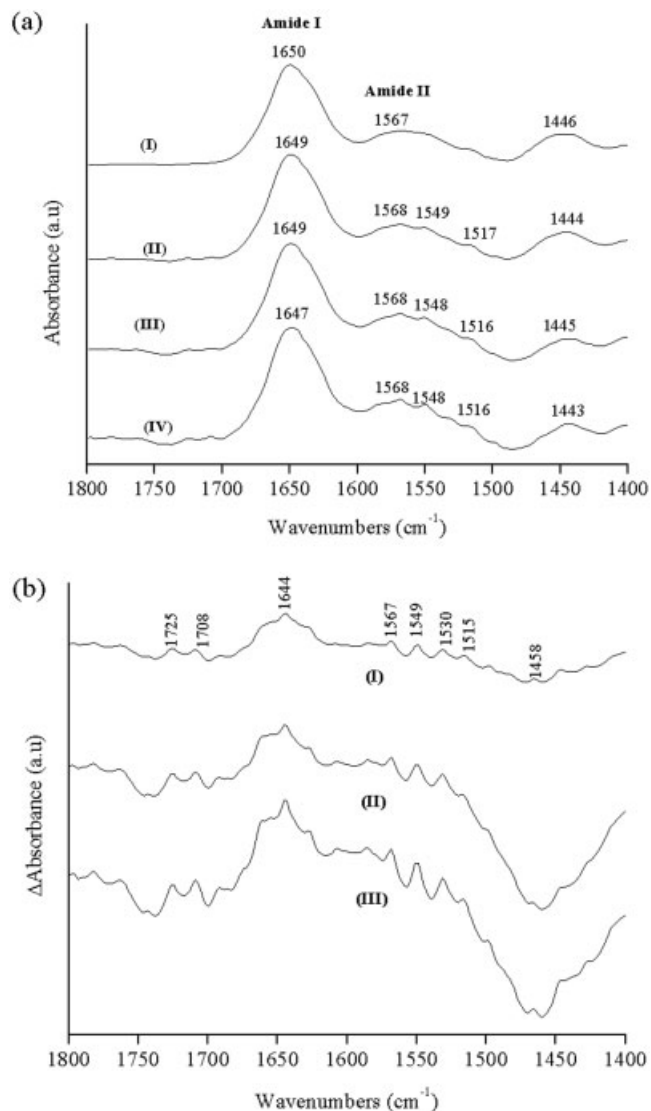 (a)
Amide I
1650
Amide II
1567
1446
(I)
1649
1568
1549
1517
1444
(II)
1649
1568
1548
1516
1445
(III)
1647
1568
1548
1516
1443
(IV)
Absorbance (a.u)
1800 1750 1700 1650 1600 1550 1500 1450 1400
Wavenumbers (cm⁻¹)
(b)
1725
1708
1644
1567
1549
1530
1515
1458
(I)
(II)
(III)
ΔAbsorbance (a.u)
1800 1750 1700 1650 1600 1550 1500 1450 1400
Wavenumbers (cm⁻¹)